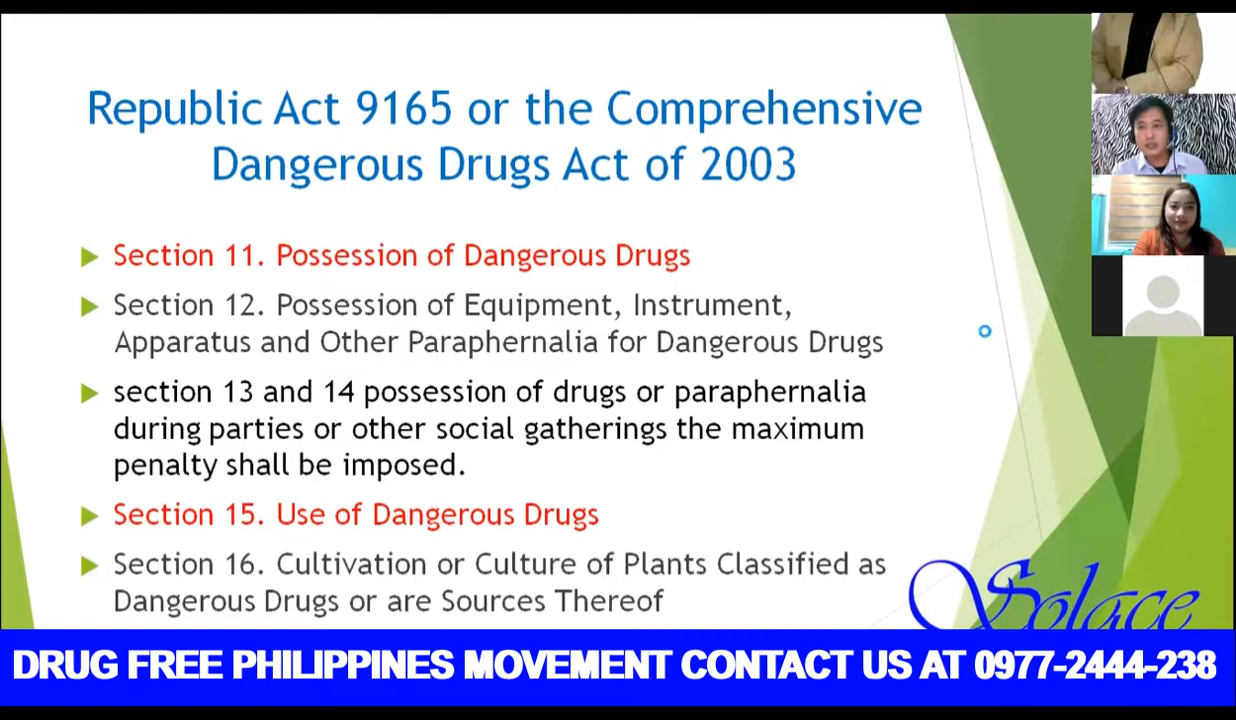 Republic Act 9165 or the Comprehensive
Dangerous Drugs Act of 2003
Section 11. Possession of Dangerous Drugs
Section 12. Possession of Equipment, Instrument,
Apparatus and Other Paraphernalia for Dangerous Drugs
section 13 and 14 possession of drugs or paraphernalia
during parties or other social gatherings the maximum
penalty shall be imposed.
Section 15. Use of Dangerous Drugs
Section 16. Cultivation or Culture of Plants Classified as
Dangerous Drugs or are Sources Thereof
Solace
DRUG FREE PHILIPPINES MOVEMENT CONTACT US AT 0977-2444-238